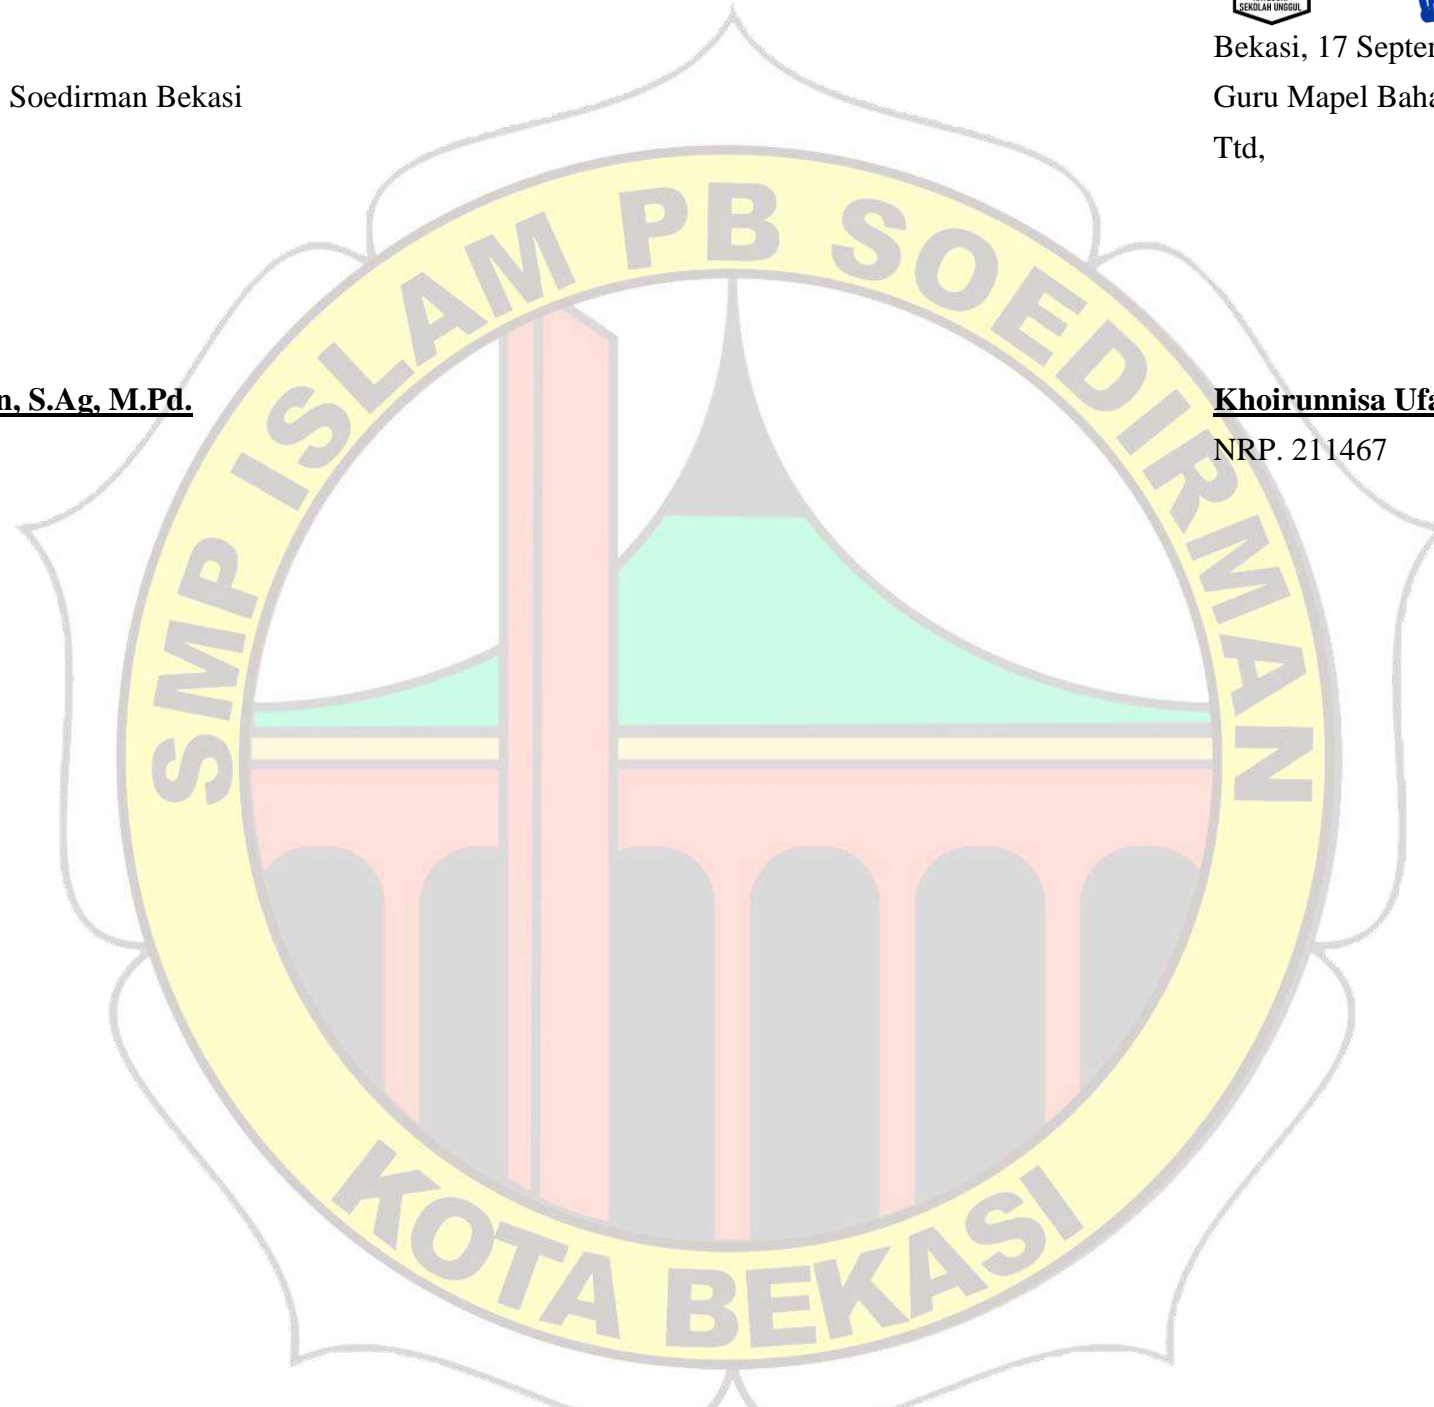 SEKOLAH UNGGUL
Bekasi, 17 Septe
Soedirman Bekasi
Guru Mapel Baha
Ttd,
SMP ISLAM PB SOEDIRMAN
n, S.Ag, M.Pd.
Khoirunnisa Ufa
NRP. 211467
KOTA BEKASI